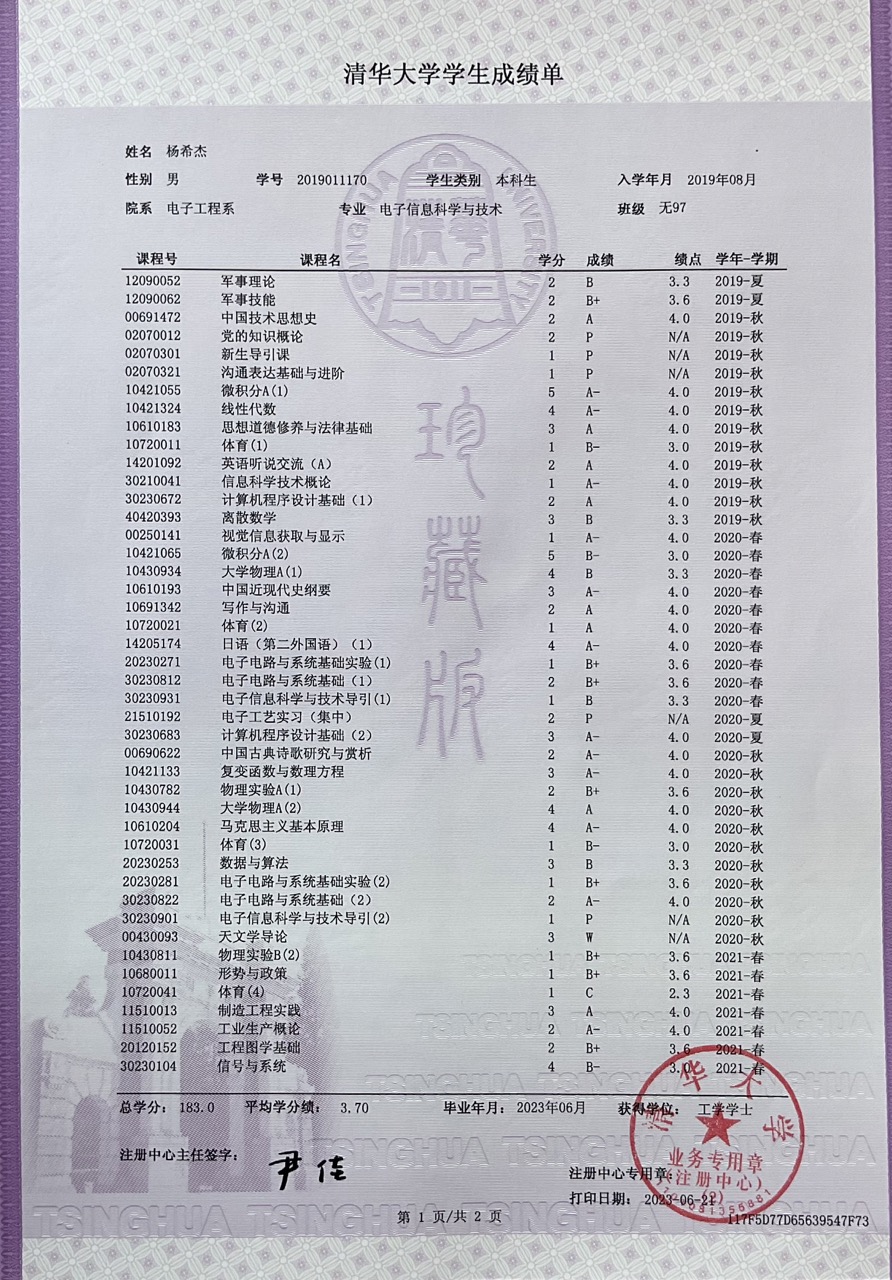 清华大学学生成绩单
姓名 杨希杰
性别 男 学号 2019011170 学生类别 本科生 入学年月 2019年08月
院系 电子工程系 专业 电子信息科学与技术 班级 无97
课程号 课程名 学分 成绩 绩点 学年-学期
12090052 军事理论 2 B 3.3 2019-夏
12090062 军事技能 2 B+ 3.6 2019-夏
00691472 中国技术思想史 2 A 4.0 2019-秋
02070012 党的知识概论 2 P N/A 2019-秋
02070301 新生导引课 1 P N/A 2019-秋
02070321 沟通表达基础与进阶 1 P N/A 2019-秋
10421055 微积分A(1) 5 A- 4.0 2019-秋
10421324 线性代数 4 A- 4.0 2019-秋
10610183 思想道德修养与法律基础 3 A 4.0 2019-秋
10720011 体育(1) 1 B- 3.0 2019-秋
14201092 英语听说交流（A） 2 A 4.0 2019-秋
30210041 信息科学技术概论 1 A- 4.0 2019-秋
30230672 计算机程序设计基础（1） 2 A 4.0 2019-秋
40420393 离散数学 3 B 3.3 2019-秋
00250141 视觉信息获取与显示 1 A- 4.0 2020-春
10421065 微积分A(2) 5 B- 3.0 2020-春
10430934 大学物理A(1) 4 B 3.3 2020-春
10610193 中国近现代史纲要 3 A- 4.0 2020-春
10691342 写作与沟通 2 A 4.0 2020-春
10720021 体育(2) 1 A 4.0 2020-春
14205174 日语（第二外国语）（1） 4 A- 4.0 2020-春
20230271 电子电路与系统基础实验(1) 1 B+ 3.6 2020-春
30230812 电子电路与系统基础（1） 2 B+ 3.6 2020-春
30230931 电子信息科学与技术导引(1) 1 B 3.3 2020-春
21510192 电子工艺实习（集中） 2 P N/A 2020-夏
30230683 计算机程序设计基础（2） 3 A- 4.0 2020-夏
00690622 中国古典诗歌研究与赏析 2 A- 4.0 2020-秋
10421133 复变函数与数理方程 3 A- 4.0 2020-秋
10430782 物理实验A(1) 2 B+ 3.6 2020-秋
10430944 大学物理A(2) 4 A 4.0 2020-秋
10610204 马克思主义基本原理 4 A- 4.0 2020-秋
10720031 体育(3) 1 B- 3.0 2020-秋
20230253 数据与算法 3 B 3.3 2020-秋
20230281 电子电路与系统基础实验(2) 1 B+ 3.6 2020-秋
30230822 电子电路与系统基础（2） 2 A- 4.0 2020-秋
30230901 电子信息科学与技术导引(2) 1 P N/A 2020-秋
00430093 天文学导论 3 W N/A 2020-秋
10430811 物理实验B(2) 1 B+ 3.6 2021-春
10680011 形势与政策 1 B+ 3.6 2021-春
10720041 体育(4) 1 C 2.3 2021-春
11510013 制造工程实践 3 A 4.0 2021-春
11510052 工业生产概论 2 A- 4.0 2021-春
20120152 工程图学基础 2 B+ 3.6 2021-春
30230104 信号与系统 4 B- 3.0 2021-春
总学分： 183.0 平均学分绩： 3.70 毕业年月： 2023年06月 获得学位： 工学学士
注册中心主任签字： 尹佳
注册中心专用章：
打印日期： 2023-06-21
第 1 页/共 2 页
117F5D77D65639547F73
清华大学
业务专用章
(注册中心)
(2)
TSINGHUA UNIVERSITY
1911
珍藏版
TSINGHUA TSINGHUA TSINGHUA